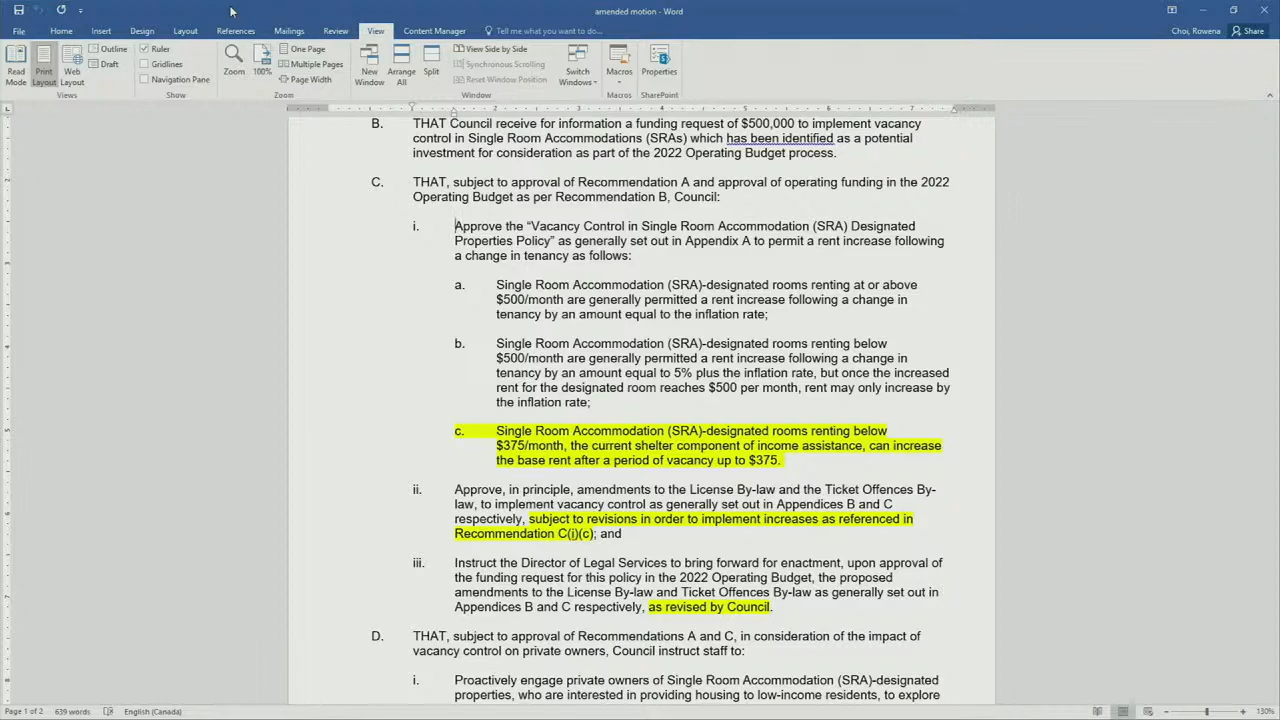 amended motion - Word
Choi, Rowena
Share
File Home Insert Draw Design Layout References Mailings Review View Content Manager Tell me what you want to do...
Read Mode
Print Layout
Web Layout
Outline
Draft
Views
Ruler
Gridlines
Navigation Pane
Show
Zoom
100%
One Page
Multiple Pages
Page Width
Zoom
New Window
Arrange All
Split
View Side by Side
Synchronous Scrolling
Reset Window Position
Window
Switch Windows
Macros
Macros
Properties
SharePoint
B. THAT Council receive for information a funding request of $500,000 to implement vacancy
control in Single Room Accommodations (SRAs) which has been identified as a potential
investment for consideration as part of the 2022 Operating Budget process.
C. THAT, subject to approval of Recommendation A and approval of operating funding in the 2022
Operating Budget as per Recommendation B, Council:
i. Approve the “Vacancy Control in Single Room Accommodation (SRA) Designated
Properties Policy” as generally set out in Appendix A to permit a rent increase following
a change in tenancy as follows:
a. Single Room Accommodation (SRA)-designated rooms renting at or above
$500/month are generally permitted a rent increase following a change in
tenancy by an amount equal to the inflation rate;
b. Single Room Accommodation (SRA)-designated rooms renting below
$500/month are generally permitted a rent increase following a change in
tenancy by an amount equal to 5% plus the inflation rate, but once the increased
rent for the designated room reaches $500 per month, rent may only increase by
the inflation rate;
c. Single Room Accommodation (SRA)-designated rooms renting below
$375/month, the current shelter component of income assistance, can increase
the base rent after a period of vacancy up to $375.
ii. Approve, in principle, amendments to the License By-law and the Ticket Offences By-
law, to implement vacancy control as generally set out in Appendices B and C
respectively, subject to revisions in order to implement increases as referenced in
Recommendation C(i)(c); and
iii. Instruct the Director of Legal Services to bring forward for enactment, upon approval of
the funding request for this policy in the 2022 Operating Budget, the proposed
amendments to the License By-law and Ticket Offences By-law as generally set out in
Appendices B and C respectively, as revised by Council.
D. THAT, subject to approval of Recommendations A and C, in consideration of the impact of
vacancy control on private owners, Council instruct staff to:
i. Proactively engage private owners of Single Room Accommodation (SRA)-designated
properties, who are interested in providing housing to low-income residents, to explore
Page 1 of 2 639 words English (Canada) 130%